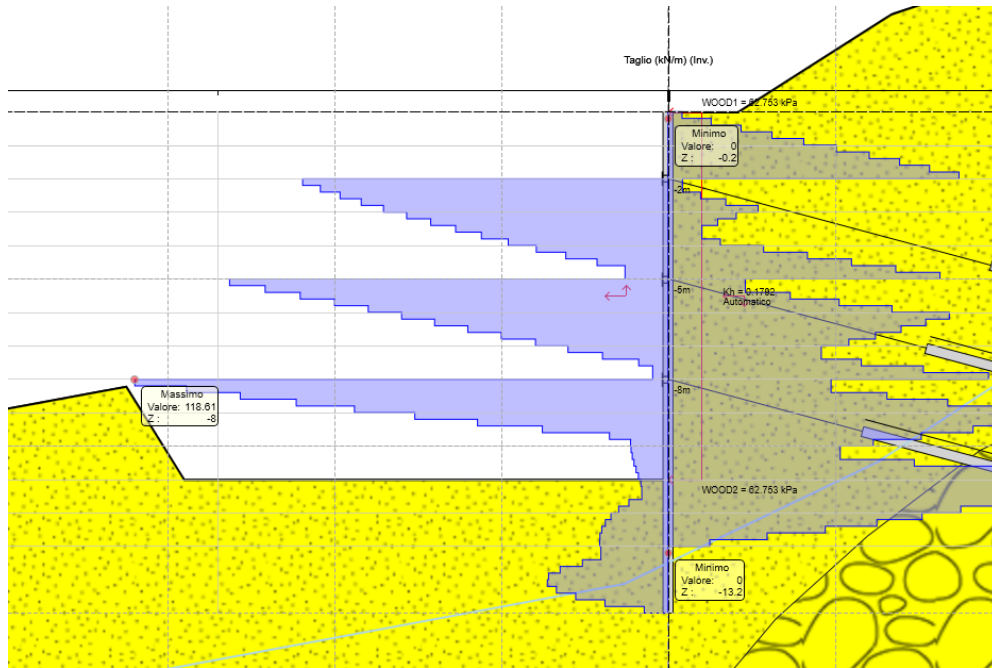 Taglio (kN/m) (Inv.)
WOOD1 = 62.753 kPa
Minimo
Valore: 0
Z : -0.2
-2m
-5m
Kh = 0.1792
Automatico
-8m
Massimo
Valore: 118.61
Z : -8
WOOD2 = 62.753 kPa
Minimo
Valore: 0
Z : -13.2